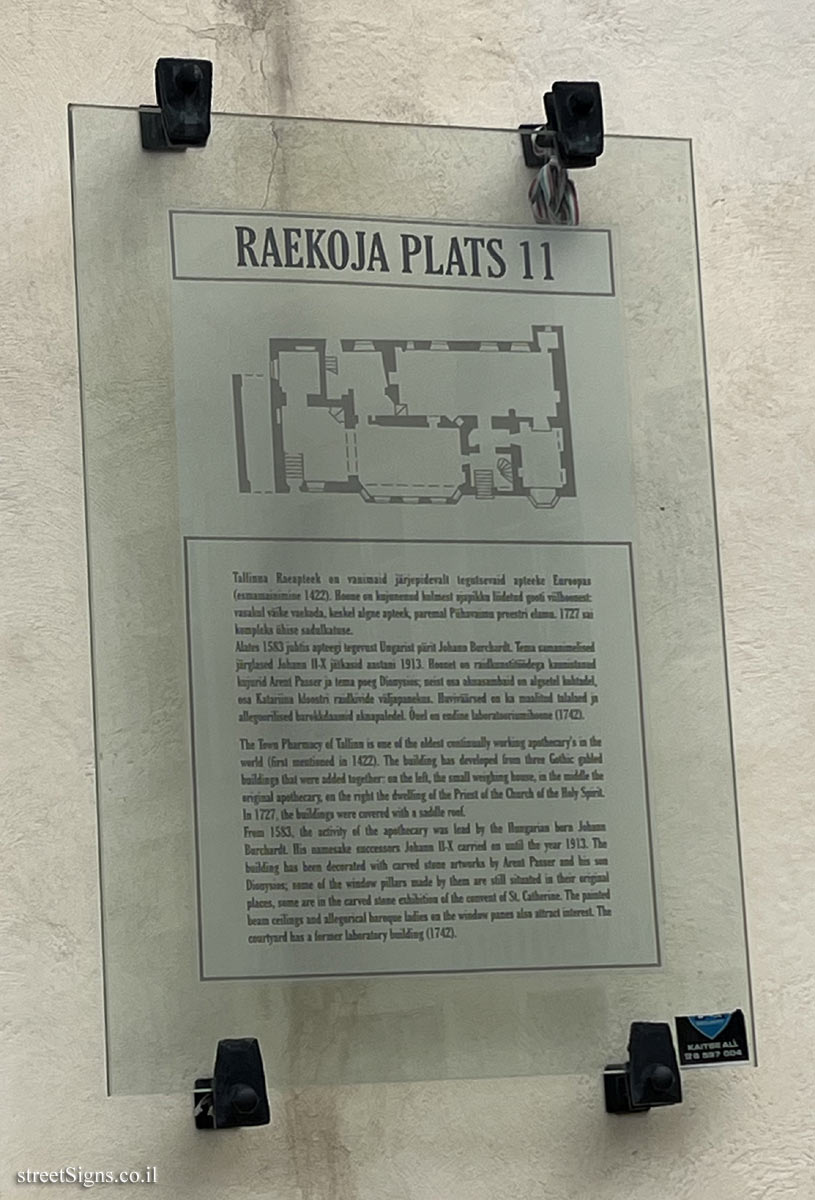 RAEKOJA PLATS 11
Tallinna Raeapteek on vanimaid järjepidevalt tegutsevaid apteeke Euroopas
(esmamainimine 1422). Hoone on kujunenud kolmest ajapikku liidetud gooti viilhoonest:
vasakul väike vaekoda, keskel algne apteek, paremal Pühavaimu preestri elamu. 1727 sai
kompleks ühise sadulkatuse.
Alates 1583 juhtis apteegi tegevust Ungarist pärit Johann Burchardt. Tema samanimelised
järglased Johann II-X jätkasid aastani 1913. Hoonet on raidkunstitöödega kaunistanud
kujurid Arent Passer ja tema poeg Dionysios; neist osa aknasambaid on algsetel kohtadel,
osa Katariina kloostri raidkivide väljapanekus. Huviväärsed on ka maalitud talalaed ja
allegoorilised barokkdaamid aknapaledel. Õuel on endine laboratooriumihoone (1742).
The Town Pharmacy of Tallinn is one of the oldest continually working apothecary's in the
world (first mentioned in 1422). The building has developed from three Gothic gabled
buildings that were added together: on the left, the small weighing house, in the middle the
original apothecary, on the right the dwelling of the Priest of the Church of the Holy Spirit.
In 1727, the buildings were covered with a saddle roof.
From 1583, the activity of the apothecary was lead by the Hungarian born Johann
Burchardt. His namesake successors Johann II-X carried on until the year 1913. The
building has been decorated with carved stone artworks by Arent Passer and his son
Dionysios; some of the window pillars made by them are still situated in their original
places, some are in the carved stone exhibition of the convent of St. Catherine. The painted
beam ceilings and allegorical baroque ladies on the window panes also attract interest. The
courtyard has a former laboratory building (1742).
KAITSE ALL
streetSigns.co.il